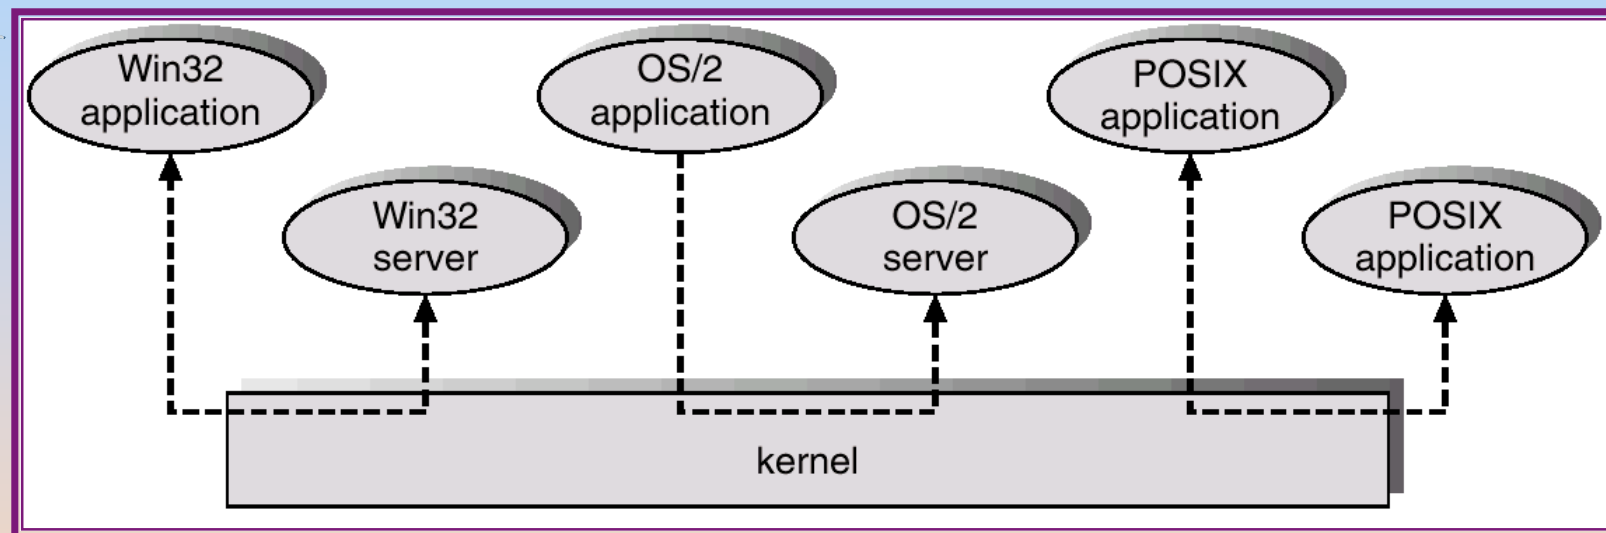 Win32
application
OS/2
application
POSIX
application
Win32
server
OS/2
server
POSIX
application
kernel